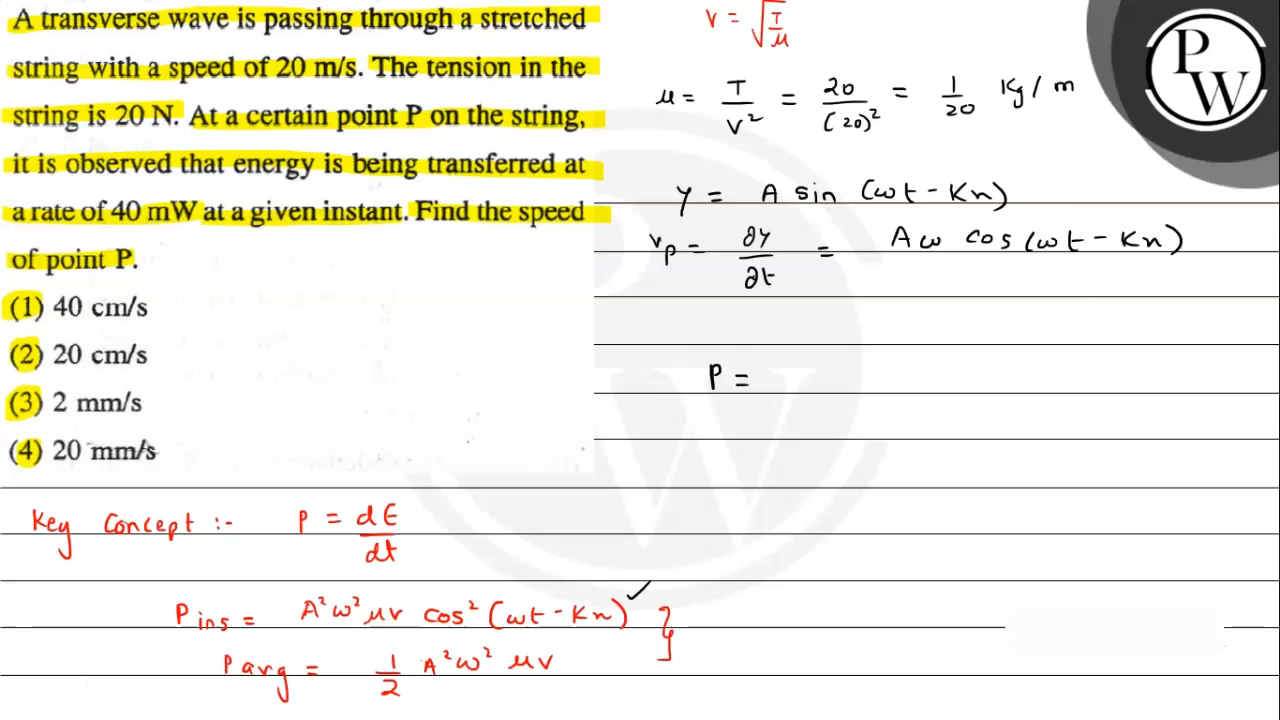 A transverse wave is passing through a stretched
string with a speed of 20 m/s. The tension in the
string is 20 N. At a certain point P on the string,
it is observed that energy is being transferred at
a rate of 40 mW at a given instant. Find the speed
of point P.
(1) 40 cm/s
(2) 20 cm/s
(3) 2 mm/s
(4) 20 mm/s
Key Concept :- P = dE/dt
P ins = A²ω²μv cos²(ωt - Kx)
P avg = 1/2 A²ω² μv
v = √(T/μ)
μ = T/v² = 20/(20)² = 1/20 Kg/m
y = A sin (ωt - Kx)
vp = ∂y/∂t = Aω cos(ωt - Kx)
P =
PW